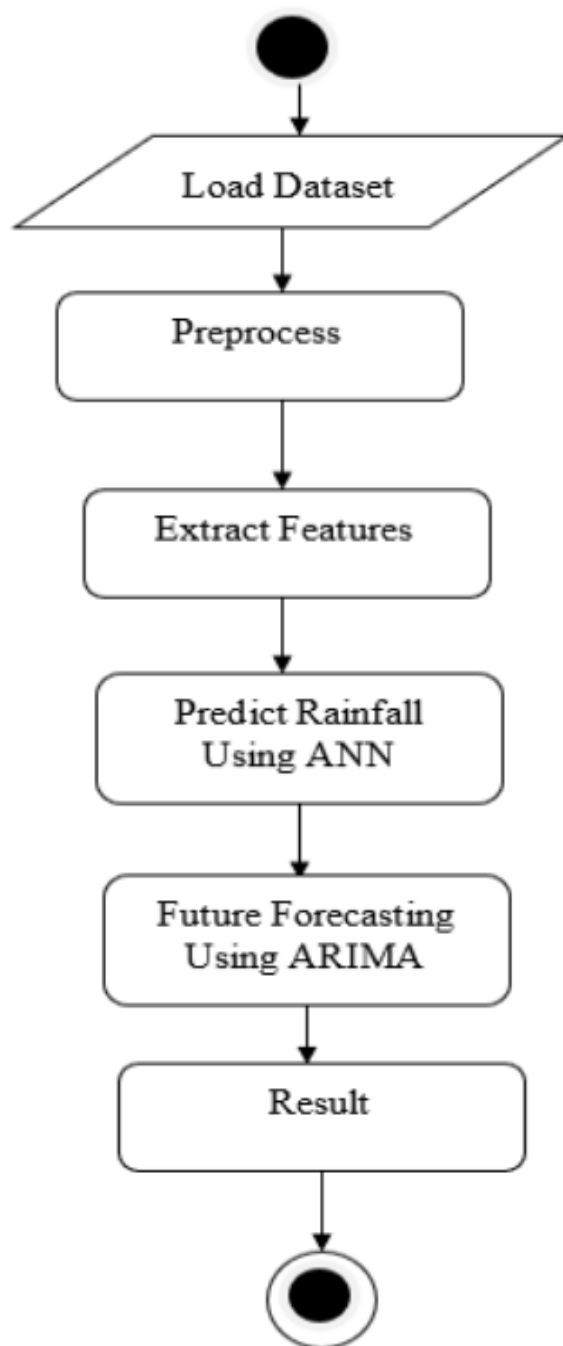 Load Dataset
Preprocess
Extract Features
Predict Rainfall
Using ANN
Future Forecasting
Using ARIMA
Result